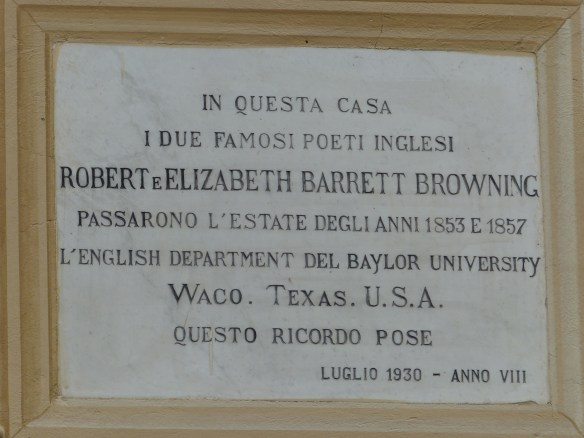 IN QUESTA CASA
I DUE FAMOSI POETI INGLESI
ROBERT E ELIZABETH BARRETT BROWNING
PASSARONO L'ESTATE DEGLI ANNI 1853 E 1857
L'ENGLISH DEPARTMENT DEL BAYLOR UNIVERSITY
WACO. TEXAS. U.S.A.
QUESTO RICORDO POSE
LUGLIO 1930 - ANNO VIII